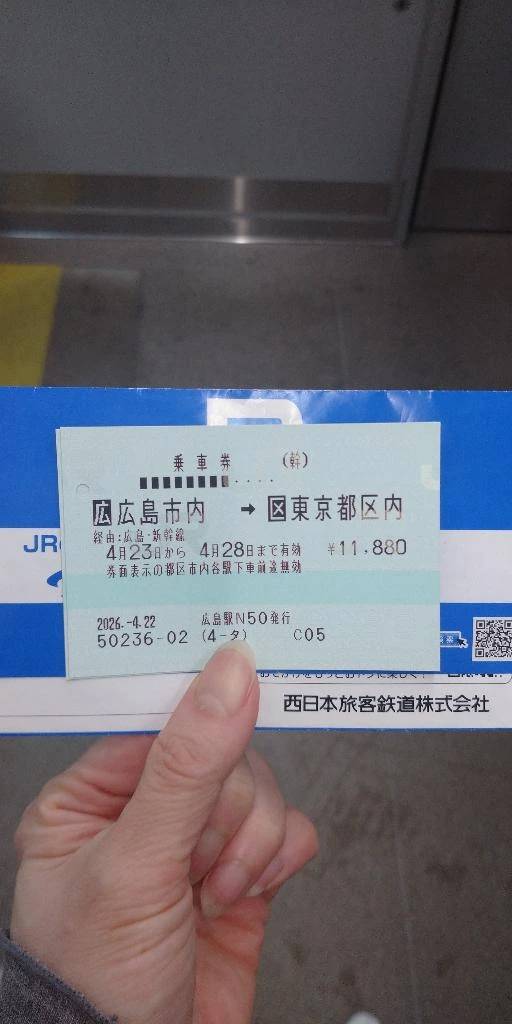 乗車券 (幹)
広 広島市内 → 区 東京都区内
経由:広島・新幹線
4月23日から 4月28日まで有効 ¥11,880
券面表示の都区市内各駅下車前途無効
2026.-4.22 広島駅N50発行
50236-02 (4-タ) C05
JR
西日本旅客鉄道株式会社